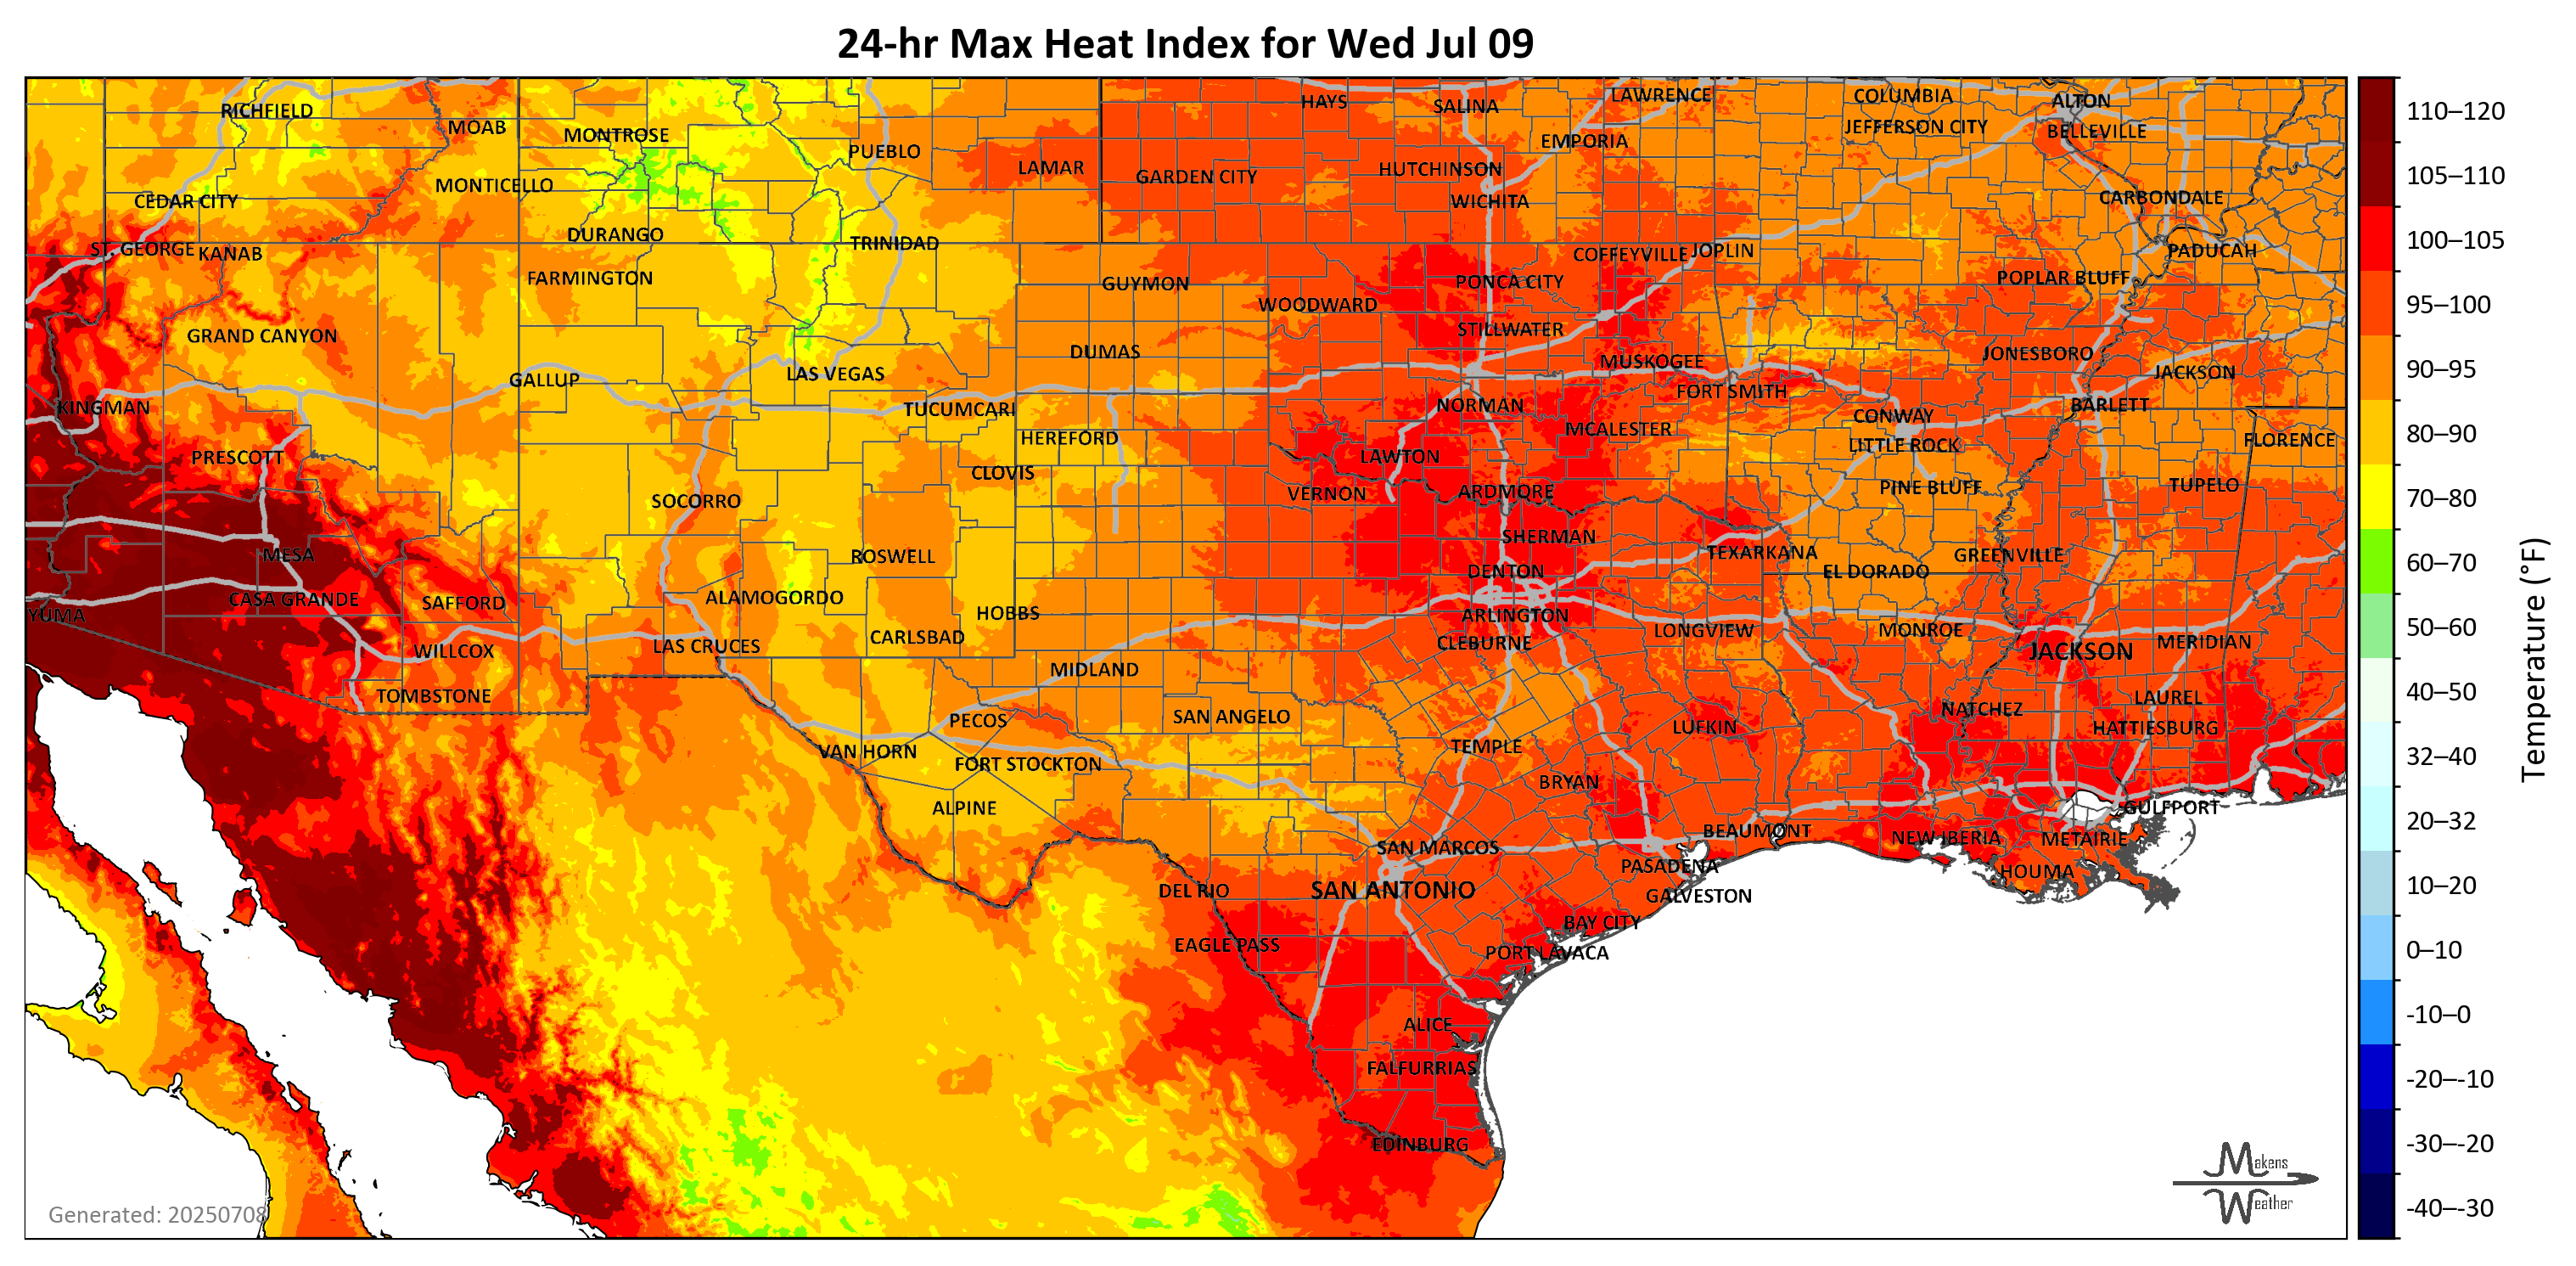 24-hr Max Heat Index for Wed Jul 09
RICHFIELD
MOAB
MONTROSE
PUEBLO
LAMAR
HAYS
SALINA
LAWRENCE
COLUMBIA
ALTON
GARDEN CITY
HUTCHINSON
EMPORIA
JEFFERSON CITY
BELLEVILLE
CEDAR CITY
MONTICELLO
WICHITA
CARBONDALE
ST. GEORGE
KANAB
DURANGO
TRINIDAD
COFFEYVILLE
JOPLIN
PADUCAH
FARMINGTON
GUYMON
WOODWARD
PONCA CITY
POPLAR BLUFF
GRAND CANYON
DUMAS
STILLWATER
MUSKOGEE
JONESBORO
GALLUP
LAS VEGAS
FORT SMITH
JACKSON
KINGMAN
TUCUMCARI
NORMAN
CONWAY
BARLETT
PRESCOTT
HEREFORD
MCALESTER
LITTLE ROCK
FLORENCE
CLOVIS
LAWTON
SOCORRO
VERNON
ARDMORE
PINE BLUFF
TUPELO
MESA
ROSWELL
SHERMAN
TEXARKANA
GREENVILLE
DENTON
EL DORADO
YUMA
CASA GRANDE
SAFFORD
ALAMOGORDO
HOBBS
ARLINGTON
WILLCOX
LAS CRUCES
CARLSBAD
CLEBURNE
LONGVIEW
MONROE
JACKSON
MERIDIAN
TOMBSTONE
MIDLAND
LAUREL
PECOS
SAN ANGELO
LUFKIN
NATCHEZ
HATTIESBURG
VAN HORN
FORT STOCKTON
TEMPLE
BRYAN
ALPINE
GULFPORT
SAN MARCOS
BEAUMONT
NEW IBERIA
METAIRIE
DEL RIO
SAN ANTONIO
PASADENA
GALVESTON
HOUMA
EAGLE PASS
BAY CITY
PORT LAVACA
ALICE
FALFURRIAS
EDINBURG
Generated: 20250708
Makens
Weather
110–120
105–110
100–105
95–100
90–95
80–90
70–80
60–70
50–60
40–50
32–40
20–32
10–20
0–10
-10–0
-20–-10
-30–-20
-40–-30
Temperature (°F)